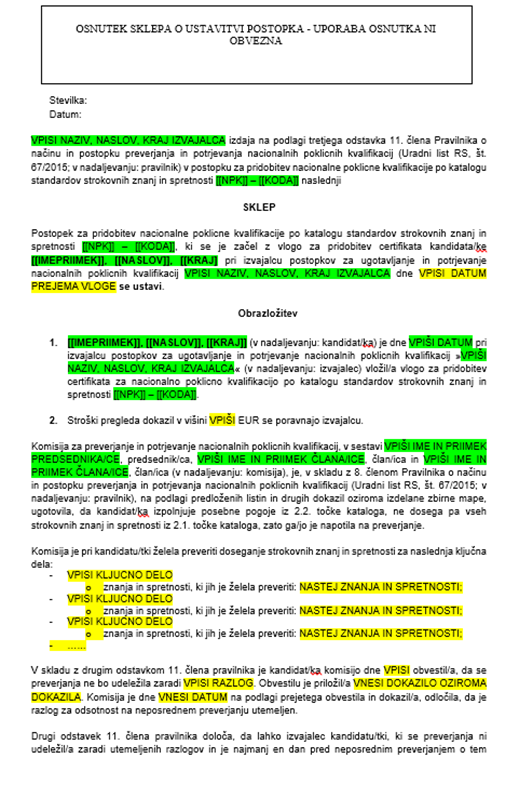 OSNUTEK SKLEPA O USTAVITVI POSTOPKA - UPORABA OSNUTKA NI
OBVEZNA
Stevilka:
Datum:
VPISI NAZIV, NASLOV, KRAJ IZVAJALCA izdaja na podlagi tretjega odstavka 11. člena Pravilnika o
načinu in postopku preverjanja in potrjevanja nacionalnih poklicnih kvalifikacij (Uradni list RS, št.
67/2015; v nadaljevanju: pravilnik) v postopku za pridobitev nacionalne poklicne kvalifikacije po katalogu
standardov strokovnih znanj in spretnosti [[NPK]] – [[KODA]] naslednji
SKLEP
Postopek za pridobitev nacionalne poklicne kvalifikacije po katalogu standardov strokovnih znanj in
spretnosti [[NPK]] – [[KODA]], ki se je začel z vlogo za pridobitev certifikata kandidata/ke
[[IMEPRIIMEK]], [[NASLOV]], [[KRAJ] pri izvajalcu postopkov za ugotavljanje in potrjevanje
nacionalnih poklicnih kvalifikacij VPISI NAZIV, NASLOV, KRAJ IZVAJALCA dne VPISI DATUM
PREJEMA VLOGE se ustavi.
Obrazložitev
1. [[IMEPRIIMEK]], [[NASLOV]], [[KRAJ]] (v nadaljevanju: kandidat/ka) je dne VPIŠI DATUM pri
izvajalcu postopkov za ugotavljanje in potrjevanje nacionalnih poklicnih kvalifikacij »VPIŠI
NAZIV, NASLOV, KRAJ IZVAJALCA« (v nadaljevanju: izvajalec) vložil/a vlogo za pridobitev
certifikata za nacionalno poklicno kvalifikacijo po katalogu standardov strokovnih znanj in
spretnosti [[NPK]] – [[KODA]].
2. Stroški pregleda dokazil v višini VPIŠI EUR se poravnajo izvajalcu.
Komisija za preverjanje in potrjevanje nacionalnih poklicnih kvalifikacij, v sestavi VPIŠI IME IN PRIIMEK
PREDSEDNIKA/CE, predsednik/ca, VPIŠI IME IN PRIIMEK ČLANA/ICE, član/ica in VPIŠI IME IN
PRIIMEK ČLANA/ICE, član/ica (v nadaljevanju: komisija), je, v skladu z 8. členom Pravilnika o načinu
in postopku preverjanja in potrjevanja nacionalnih poklicnih kvalifikacij (Uradni list RS, št. 67/2015; v
nadaljevanju: pravilnik), na podlagi predloženih listin in drugih dokazil oziroma izdelane zbirne mape,
ugotovila, da kandidat/ka izpolnjuje posebne pogoje iz 2.2. točke kataloga, ne dosega pa vseh
strokovnih znanj in spretnosti iz 2.1. točke kataloga, zato ga/jo je napotila na preverjanje.
Komisija je pri kandidatu/tki želela preveriti doseganje strokovnih znanj in spretnosti za naslednja ključna
dela:
- VPISI KLJUCNO DELO
o znanja in spretnosti, ki jih je želela preveriti: NASTEJ ZNANJA IN SPRETNOSTI;
- VPISI KLJUCNO DELO
o znanja in spretnosti, ki jih je želela preveriti: NASTEJ ZNANJA IN SPRETNOSTI;
- VPISI KLJUCNO DELO
o znanja in spretnosti, ki jih je želela preveriti: NASTEJ ZNANJA IN SPRETNOSTI;
- ......
V skladu z drugim odstavkom 11. člena pravilnika je kandidat/ka komisijo dne VPISI obvestil/a, da se
preverjanja ne bo udeležila zaradi VPISI RAZLOG. Obvestilu je priložil/a VNESI DOKAZILO OZIROMA
DOKAZILA. Komisija je dne VNESI DATUM na podlagi prejetega obvestila in dokazil/a, odločila, da je
razlog za odsotnost na neposrednem preverjanju utemeljen.
Drugi odstavek 11. člena pravilnika določa, da lahko izvajalec kandidatu/tki, ki se preverjanja ni
udeležil/a zaradi utemeljenih razlogov in je najmanj en dan pred neposrednim preverjanjem o tem